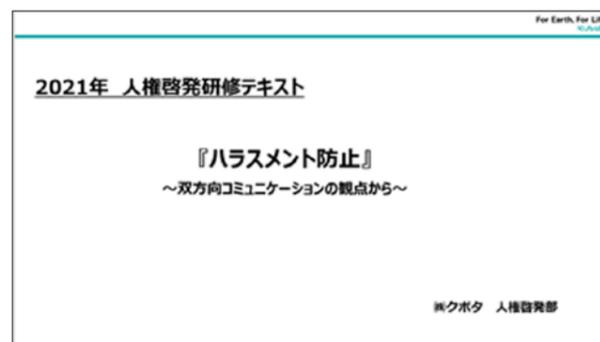 For Earth, For Li
2021年 人権啓発研修テキスト
『ハラスメント防止』
～双方向コミュニケーションの観点から～
㈱クボタ 人権啓発部